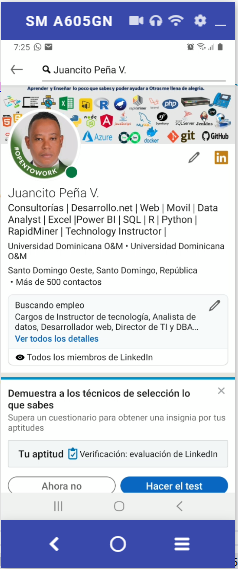 SM A605GN
7:25
Juancito Peña V.
Aprender y Enseñar lo poco que sabes y poder ayudar a Otros me llena de alegria.
php
SQLServer
Jenkins
Azure
docker
git
GitHub
#OPENTOWORK
in
Juancito Peña V.
Consultorías | Desarrollo.net | Web | Movil | Data
Analyst | Excel |Power BI | SQL | R | Python |
RapidMiner | Technology Instructor |
Universidad Dominicana O&M • Universidad Dominicana
O&M
Santo Domingo Oeste, Santo Domingo, República
• Más de 500 contactos
Buscando empleo
Cargos de Instructor de tecnología, Analista de
datos, Desarrollador web, Director de TI y DBA...
Ver todos los detalles
Todos los miembros de LinkedIn
Demuestra a los técnicos de selección lo
que sabes
Supera un cuestionario para obtener una insignia por tus
aptitudes
Tu aptitud Verificación: evaluación de LinkedIn
Ahora no
Hacer el test